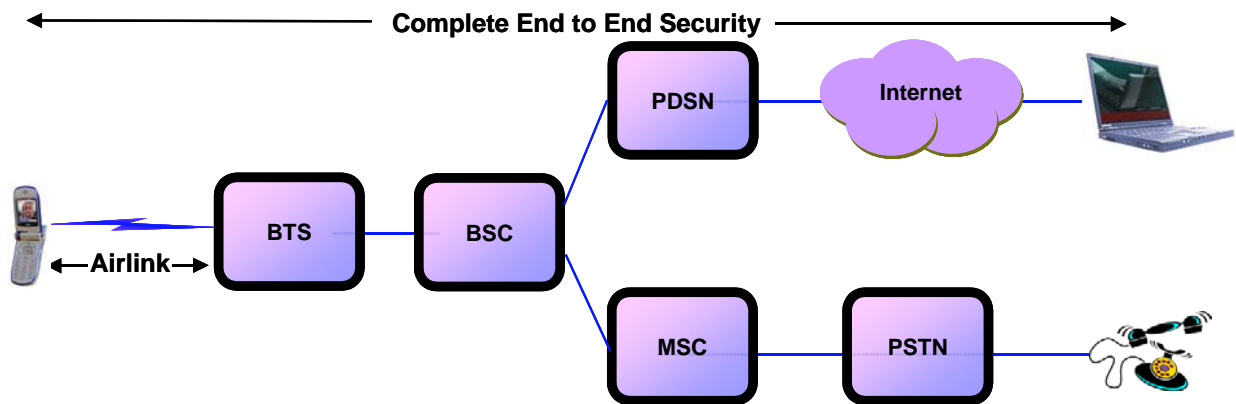 Complete End to End Security
PDSN
Internet
BTS
BSC
Airlink
MSC
PSTN